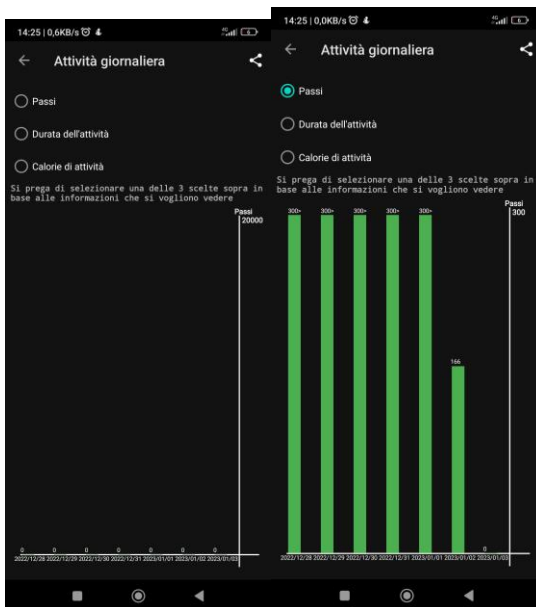 14:25 | 0,6KB/s
4G
6
Attività giornaliera
Passi
Durata dell'attività
Calorie di attività
Si prega di selezionare una delle 3 scelte sopra in
base alle informazioni che si vogliono vedere
Passi
20000
0 0 0 0 0 0 0
2022/12/28 2022/12/29 2022/12/30 2022/12/31 2023/01/01 2023/01/02 2023/01/03
14:25 | 0,0KB/s
4G
6
Attività giornaliera
Passi
Durata dell'attività
Calorie di attività
Si prega di selezionare una delle 3 scelte sopra in
base alle informazioni che si vogliono vedere
Passi
300
300+ 300+ 300+ 300+ 300+
166
0
2022/12/28 2022/12/29 2022/12/30 2022/12/31 2023/01/01 2023/01/02 2023/01/03